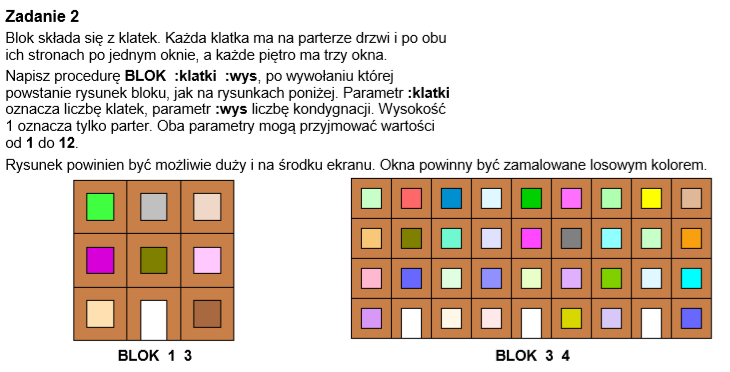 Zadanie 2
Blok składa się z klatek. Każda klatka ma na parterze drzwi i po obu
ich stronach po jednym oknie, a każde piętro ma trzy okna.
Napisz procedurę BLOK :klatki :wys, po wywołaniu której
powstanie rysunek bloku, jak na rysunkach poniżej. Parametr :klatki
oznacza liczbę klatek, parametr :wys liczbę kondygnacji. Wysokość
1 oznacza tylko parter. Oba parametry mogą przyjmować wartości
od 1 do 12.
Rysunek powinien być możliwie duży i na środku ekranu. Okna powinny być zamalowane losowym kolorem.
BLOK 1 3
BLOK 3 4